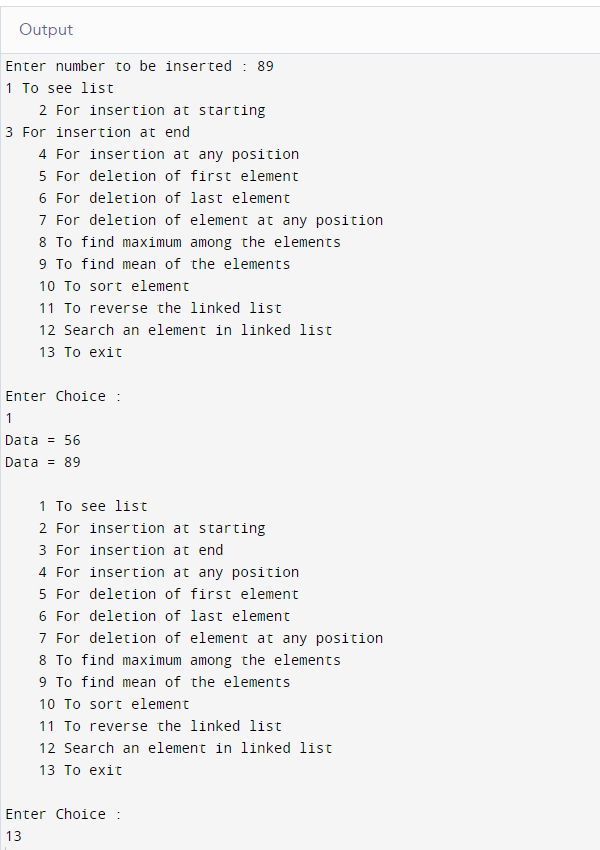 Output
Enter number to be inserted : 89
1 To see list
2 For insertion at starting
3 For insertion at end
4 For insertion at any position
5 For deletion of first element
6 For deletion of last element
7 For deletion of element at any position
8 To find maximum among the elements
9 To find mean of the elements
10 To sort element
11 To reverse the linked list
12 Search an element in linked list
13 To exit
Enter Choice :
1
Data = 56
Data = 89
1 To see list
2 For insertion at starting
3 For insertion at end
4 For insertion at any position
5 For deletion of first element
6 For deletion of last element
7 For deletion of element at any position
8 To find maximum among the elements
9 To find mean of the elements
10 To sort element
11 To reverse the linked list
12 Search an element in linked list
13 To exit
Enter Choice :
13